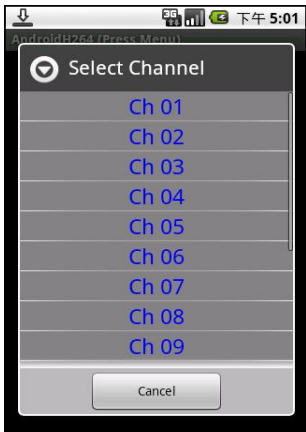 3G 下午 5:01
AndroidH264 (Press Menu)
Select Channel
Ch 01
Ch 02
Ch 03
Ch 04
Ch 05
Ch 06
Ch 07
Ch 08
Ch 09
Cancel